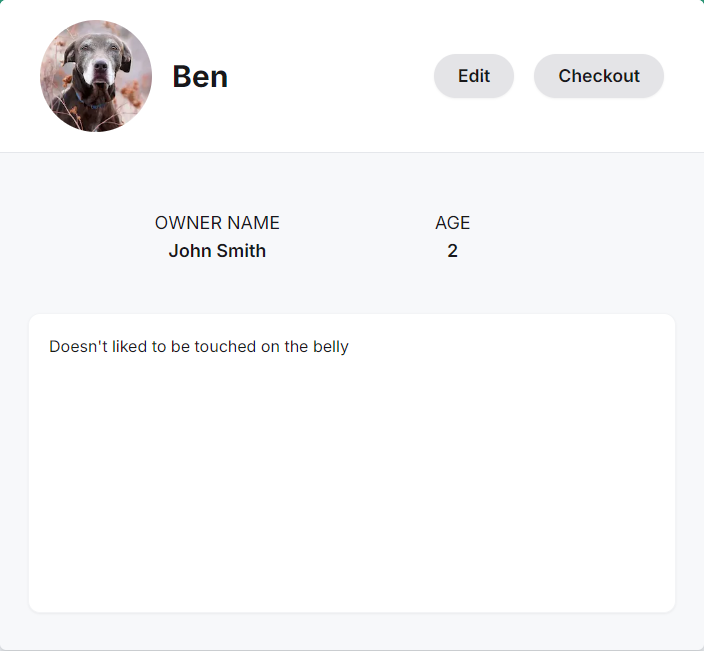 Ben
Edit
Checkout
OWNER NAME
AGE
John Smith
2
Doesn't liked to be touched on the belly